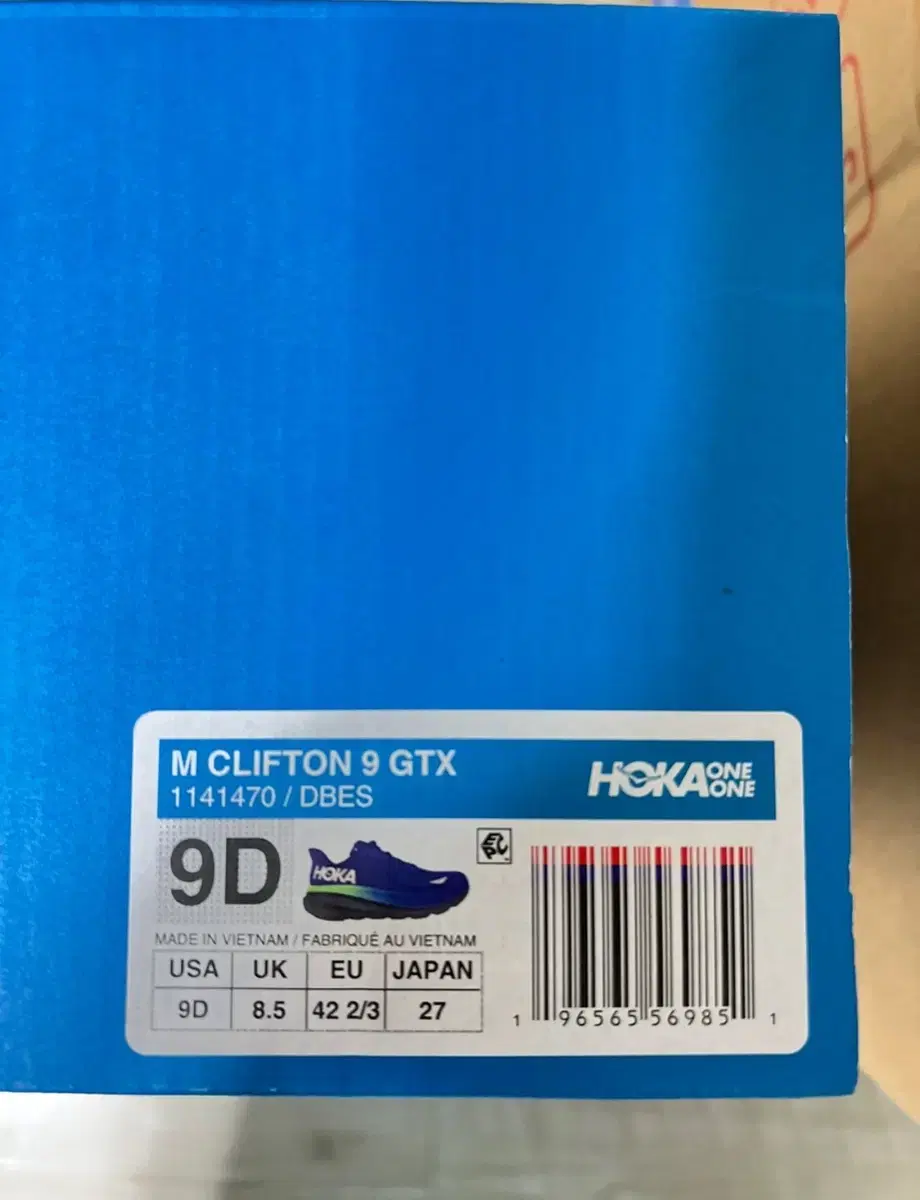 M CLIFTON 9 GTX
1141470 / DBES
HOKA ONE ONE
9D
HOKA
EPC
MADE IN VIETNAM / FABRIQUÉ AU VIETNAM
USA UK EU JAPAN
9D 8.5 42 2/3 27
1 96565 56985 1